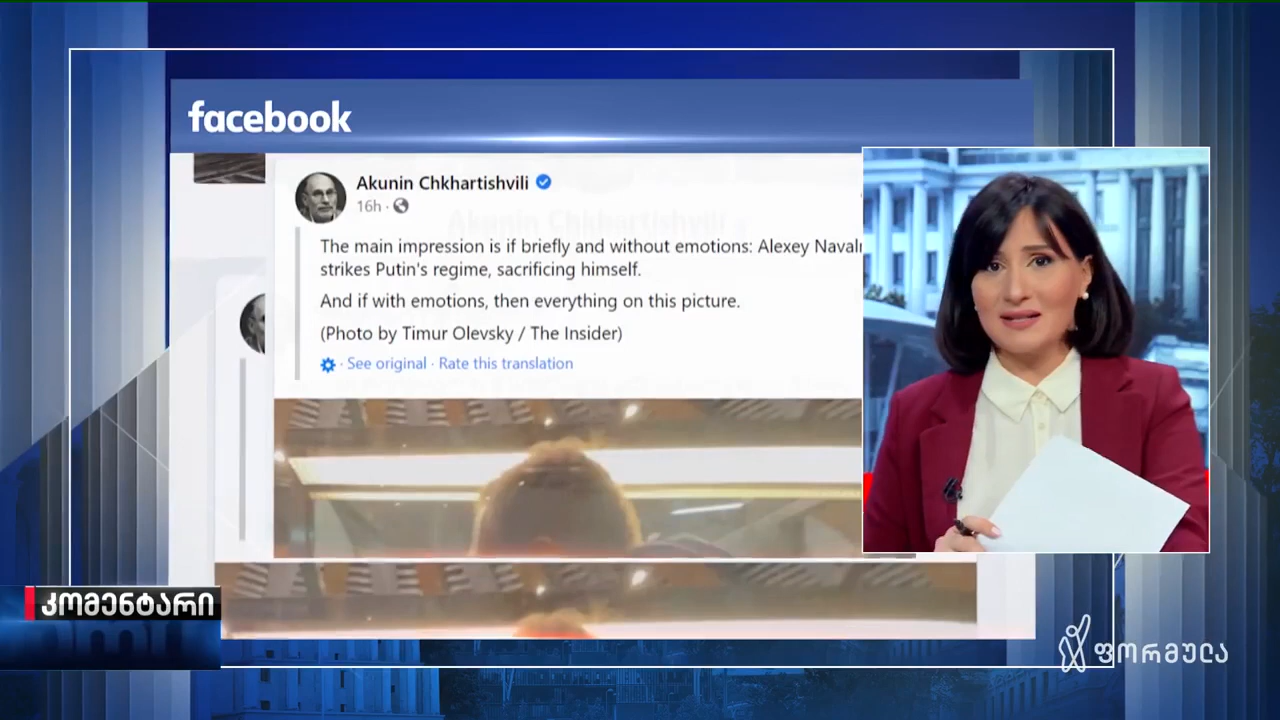 facebook
Akunin Chkhartishvili
16h
The main impression is if briefly and without emotions: Alexey Naval
strikes Putin's regime, sacrificing himself.
And if with emotions, then everything on this picture.
(Photo by Timur Olevsky / The Insider)
See original · Rate this translation
კომენტარი
ფორმულა